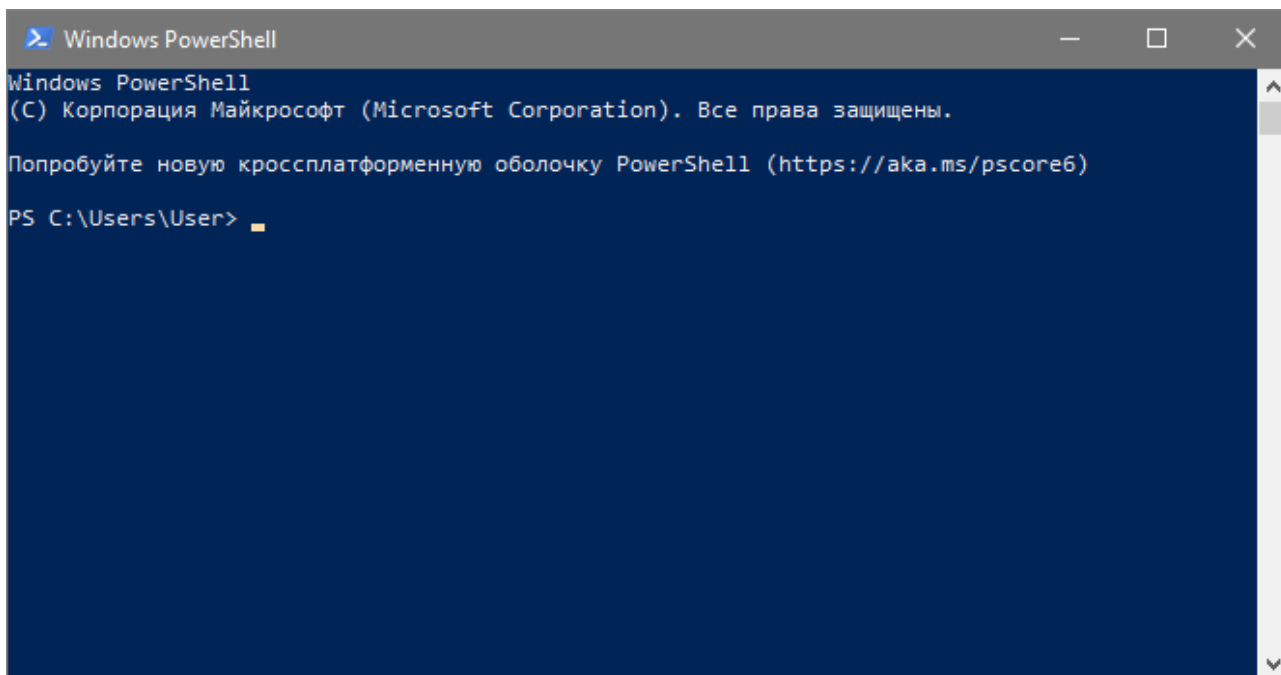 Windows PowerShell
Windows PowerShell
(C) Корпорация Майкрософт (Microsoft Corporation). Все права защищены.
Попробуйте новую кроссплатформенную оболочку PowerShell (https://aka.ms/pscore6)
PS C:\Users\User>